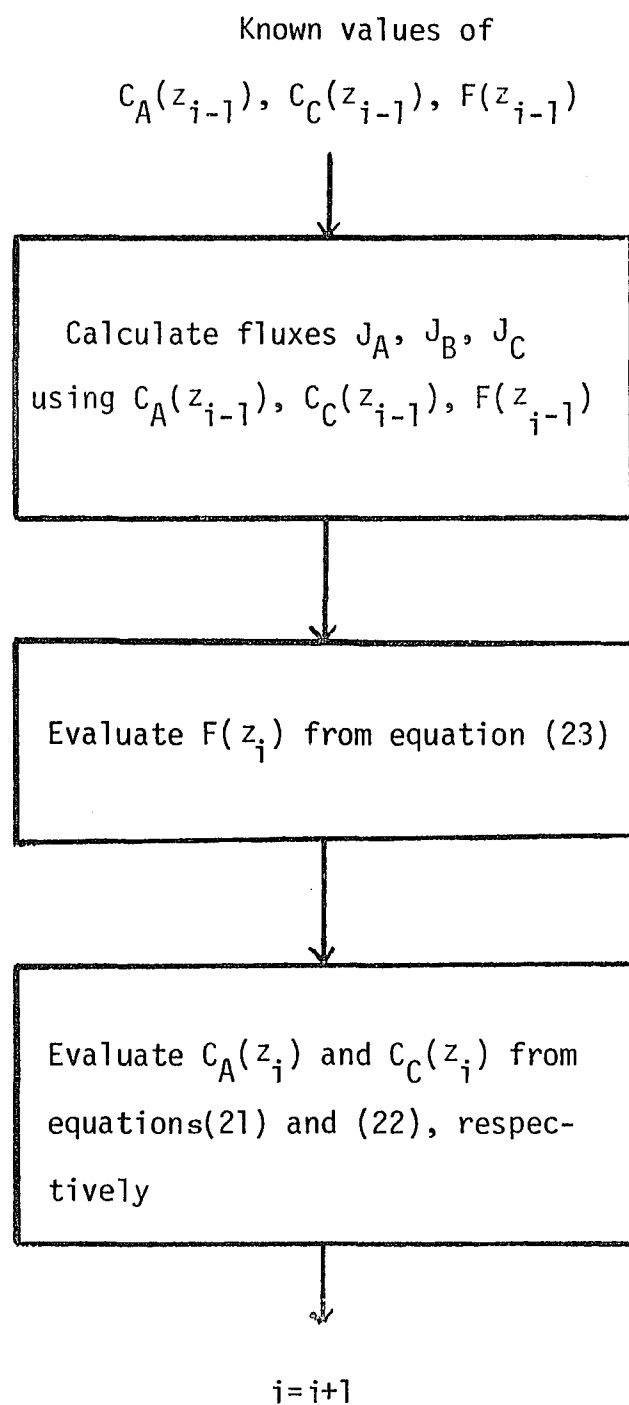 Known values of
C_A(z_{i-1}), C_C(z_{i-1}), F(z_{i-1})
Calculate fluxes J_A, J_B, J_C
using C_A(z_{i-1}), C_C(z_{i-1}), F(z_{i-1})
Evaluate F(z_i) from equation (23)
Evaluate C_A(z_i) and C_C(z_i) from
equations(21) and (22), respec-
tively
i=i+1